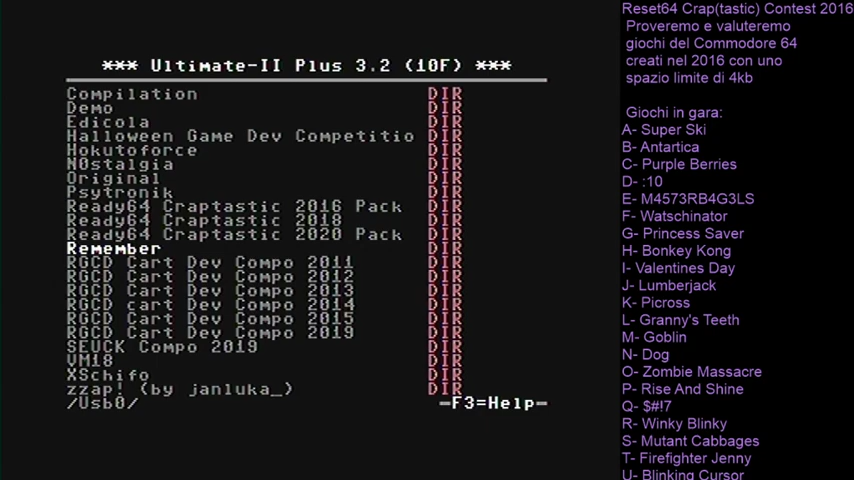 *** Ultimate-II Plus 3.2 (10F) ***
Compilation DIR
Demo DIR
Edicola DIR
Halloween Game Dev Competitio DIR
Hokutoforce DIR
N0stalgia DIR
Original DIR
Psytronik DIR
Ready64 Craptastic 2016 Pack DIR
Ready64 Craptastic 2018 DIR
Ready64 Craptastic 2020 Pack DIR
Remember DIR
RGCD Cart Dev Compo 2011 DIR
RGCD Cart Dev Compo 2012 DIR
RGCD Cart Dev Compo 2013 DIR
RGCD cart Dev Compo 2014 DIR
RGCD Cart Dev Compo 2015 DIR
RGCD Cart Dev Compo 2019 DIR
SEUCK Compo 2019 DIR
VM18 DIR
XSchifo DIR
zzap! (by janluka_) DIR
/Usb0/ -F3=Help-
Reset64 Crap(tastic) Contest 2016
Proveremo e valuteremo
giochi del Commodore 64
creati nel 2016 con uno
spazio limite di 4kb
Giochi in gara:
A- Super Ski
B- Antartica
C- Purple Berries
D- :10
E- M4573RB4G3LS
F- Watschinator
G- Princess Saver
H- Bonkey Kong
I- Valentines Day
J- Lumberjack
K- Picross
L- Granny's Teeth
M- Goblin
N- Dog
O- Zombie Massacre
P- Rise And Shine
Q- $#!7
R- Winky Blinky
S- Mutant Cabbages
T- Firefighter Jenny
U- Blinking Cursor